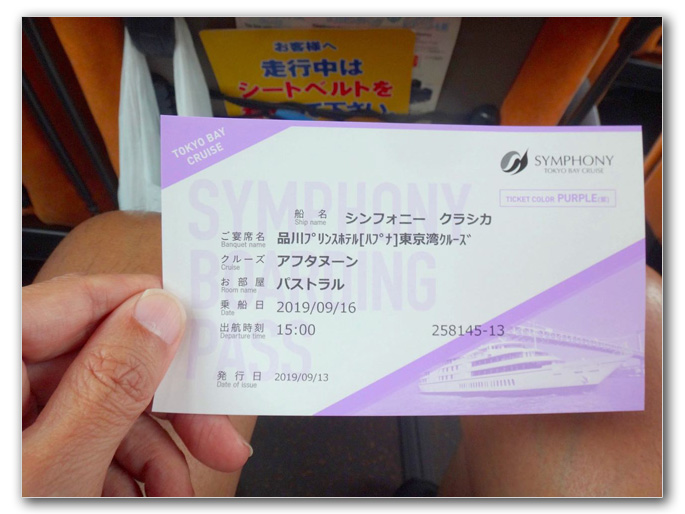 お客様へ
走行中は
シートベルトを
TOKYO BAY
CRUISE
SYMPHONY
TOKYO BAY CRUISE
TICKET COLOR PURPLE(紫)
SYMPHONY
BOARDING
PASS
船名 シンフォニー クラシカ
Ship name
ご宴席名 品川ﾌﾟﾘﾝｽﾎﾃﾙ[ﾊﾌﾟﾅ]東京湾ｸﾙｰｽﾞ
Banquet name
クルーズ アフタヌーン
Cruise
お部屋 パストラル
Room name
乗船日 2019/09/16
Date
出航時刻 15:00 258145-13
Departure time
発行日 2019/09/13
Date of issue